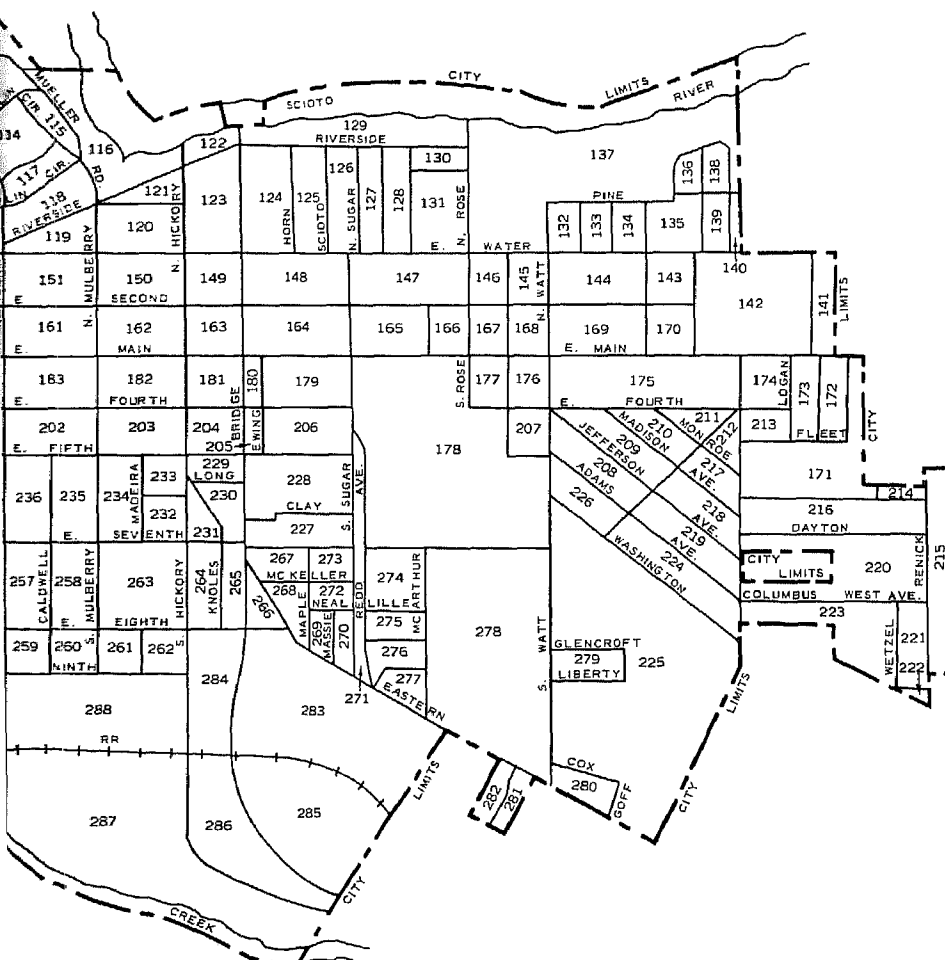 CITY
LIMITS
RIVER
SCIOTO
MUELLER
RD.
CIR.
115
116
117
LIN CIR.
118
RIVERSIDE
119
129
RIVERSIDE
122
121
HICKORY
N.
120
123
124
HORN
125
SCIOTO
126
N. SUGAR
127
128
130
131
N. ROSE
137
136
138
PINE
132
133
134
135
139
E. WATER
140
N. MULBERRY
151
150
149
148
147
146
145
N. WATT
144
143
142
141
LIMITS
E. SECOND
161
162
163
164
165
166
167
168
169
170
E. MAIN
E. MAIN
183
182
181
180
179
S. ROSE
177
176
175
174
LOGAN
173
172
CITY
E. FOURTH
E. FOURTH
202
203
204
205
BRIDGE
EWING
206
178
207
211
212
213
FLEET
E. FIFTH
MADISON
210
MONROE
AVE.
217
JEFFERSON
209
AVE.
218
ADAMS
208
AVE.
219
226
WASHINGTON
224
236
235
234
MADEIRA
233
232
229
LONG
230
231
228
CLAY
227
S. SUGAR
AVE.
REDD
171
214
216
DAYTON
RENICK
215
E. SEVENTH
257
CALDWELL
258
S. MULBERRY
263
S. HICKORY
264
KNOLES
265
267
273
MC KELLER
268
272
NEAL
266
MAPLE
269
MASSIE
270
274
LILLE
MCARTHUR
275
276
277
271
EASTERN
278
S. WATT
CITY
LIMITS
220
COLUMBUS
WEST AVE.
223
WETZEL
221
222
E. EIGHTH
259
260
261
262
NINTH
284
283
GLENCROFT
279
LIBERTY
225
LIMITS
CITY
288
RR
287
286
285
LIMITS
CITY
282
281
COX
280
GOFF
CREEK